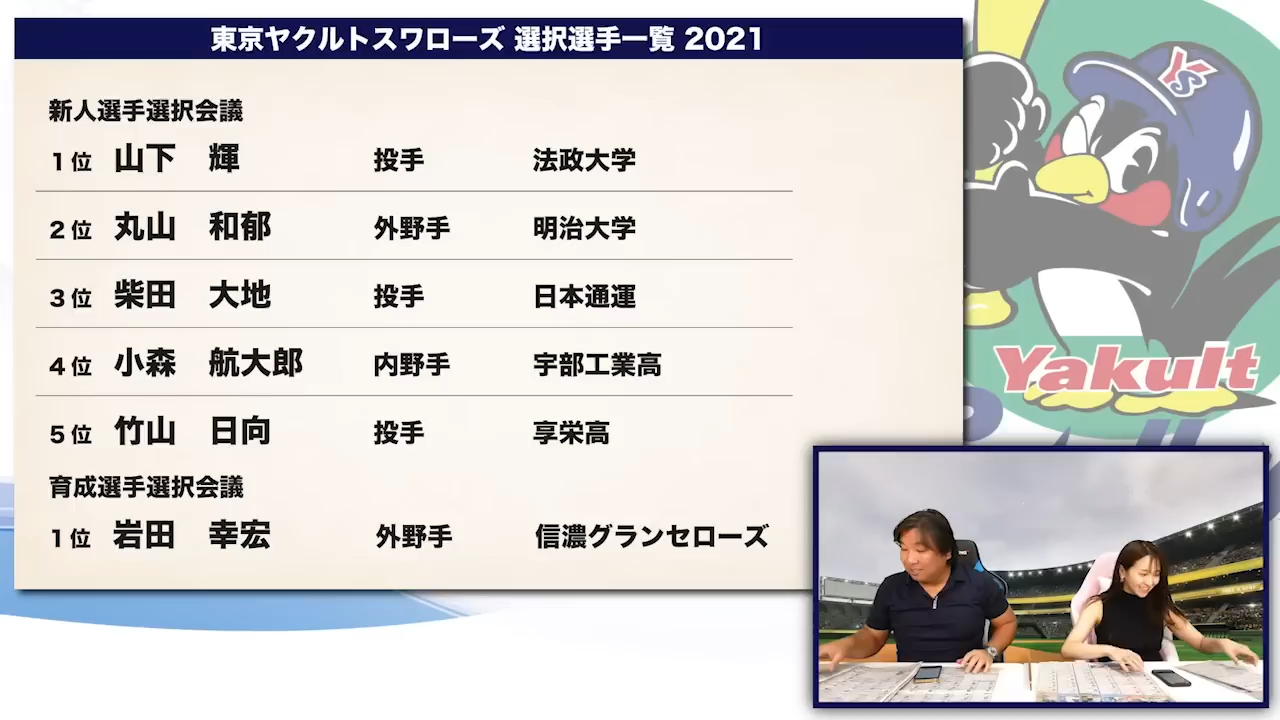 東京ヤクルトスワローズ 選択選手一覧 2021
新人選手選択会議
1位 山下 輝 投手 法政大学
2位 丸山 和郁 外野手 明治大学
3位 柴田 大地 投手 日本通運
4位 小森 航大郎 内野手 宇部工業高
5位 竹山 日向 投手 享栄高
育成選手選択会議
1位 岩田 幸宏 外野手 信濃グランセローズ
YS
Yakult